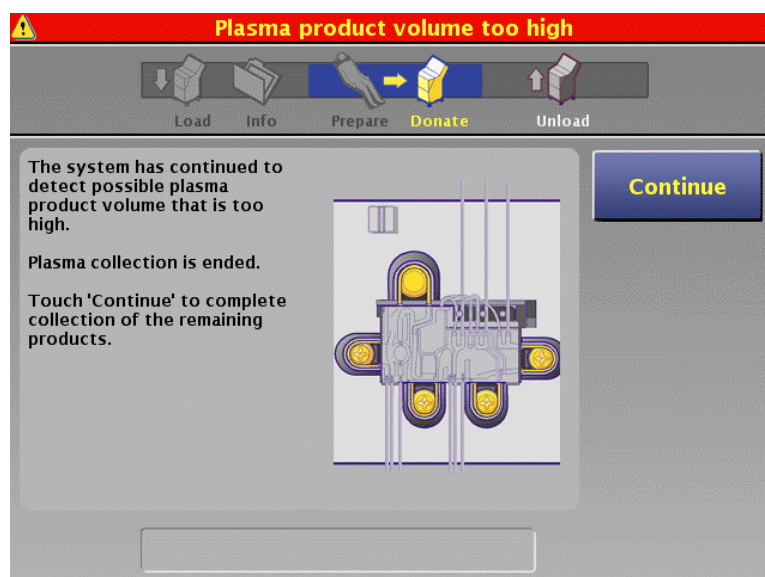 Plasma product volume too high
Load Info Prepare Donate Unload
The system has continued to
detect possible plasma
product volume that is too
high.
Plasma collection is ended.
Touch 'Continue' to complete
collection of the remaining
products.
Continue